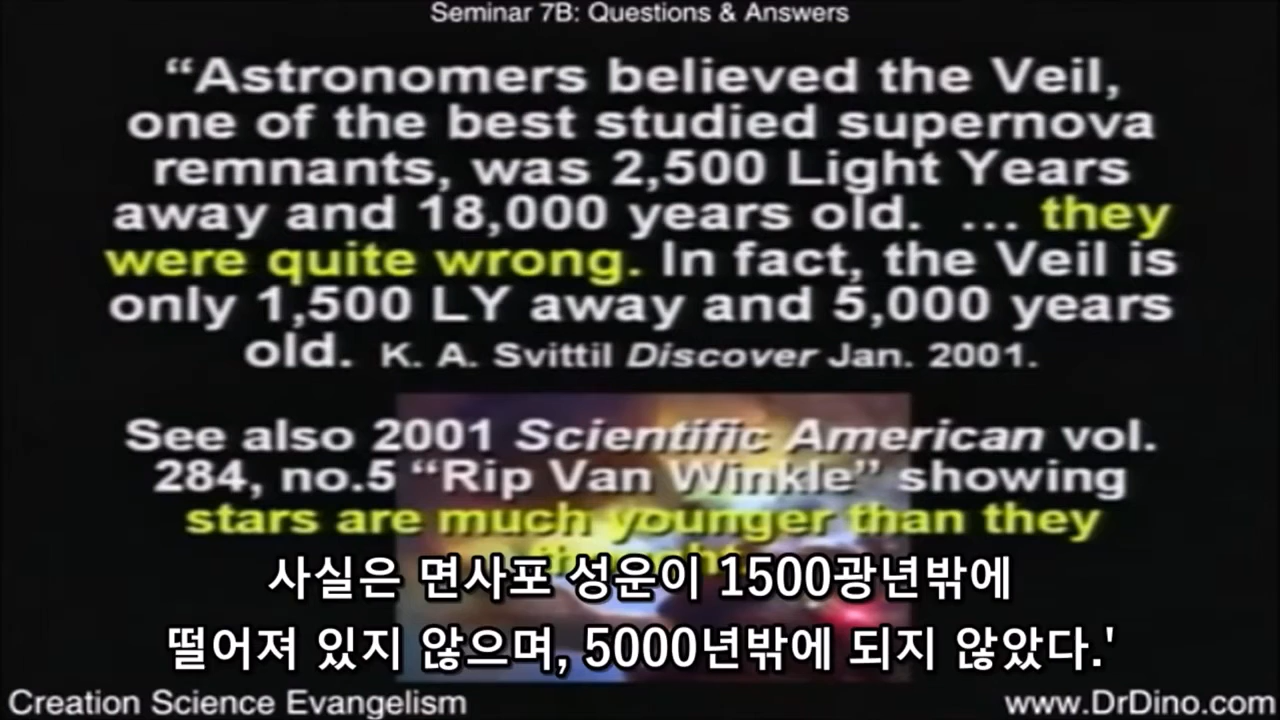 Seminar 7B: Questions & Answers
“Astronomers believed the Veil,
one of the best studied supernova
remnants, was 2,500 Light Years
away and 18,000 years old. ... they
were quite wrong. In fact, the Veil is
only 1,500 LY away and 5,000 years
old. K. A. Svittil Discover Jan. 2001.
See also 2001 Scientific American vol.
284, no.5 “Rip Van Winkle” showing
stars are much younger than they
사실은 면사포 성운이 1500광년밖에
떨어져 있지 않으며, 5000년밖에 되지 않았다.'
Creation Science Evangelism
www.DrDino.com